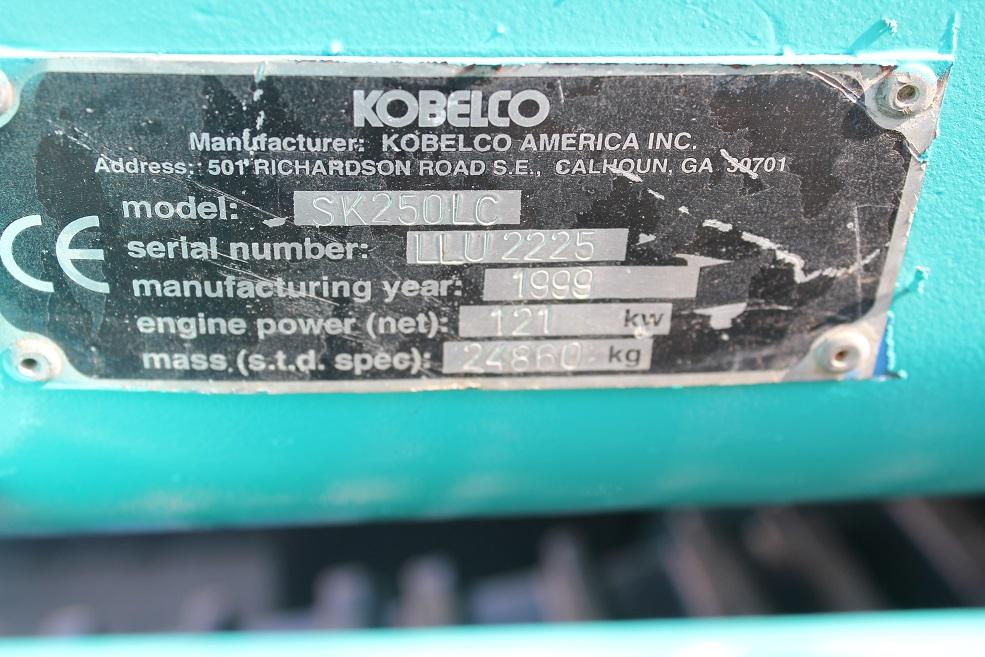 KOBELCO
Manufacturer: KOBELCO AMERICA INC.
Address: 501 RICHARDSON ROAD S.E., CALHOUN, GA 30701
model: SK250LC
CE
serial number: LLU 2225
manufacturing year: 1999
engine power (net): 121 kw
mass (s.t.d. spec): 24860 kg